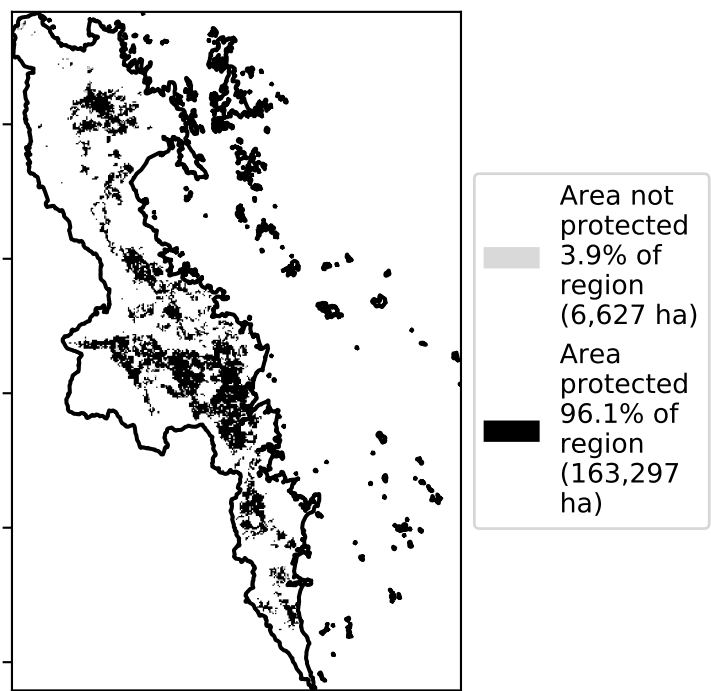 Area not
protected
3.9% of
region
(6,627 ha)
Area
protected
96.1% of
region
(163,297
ha)